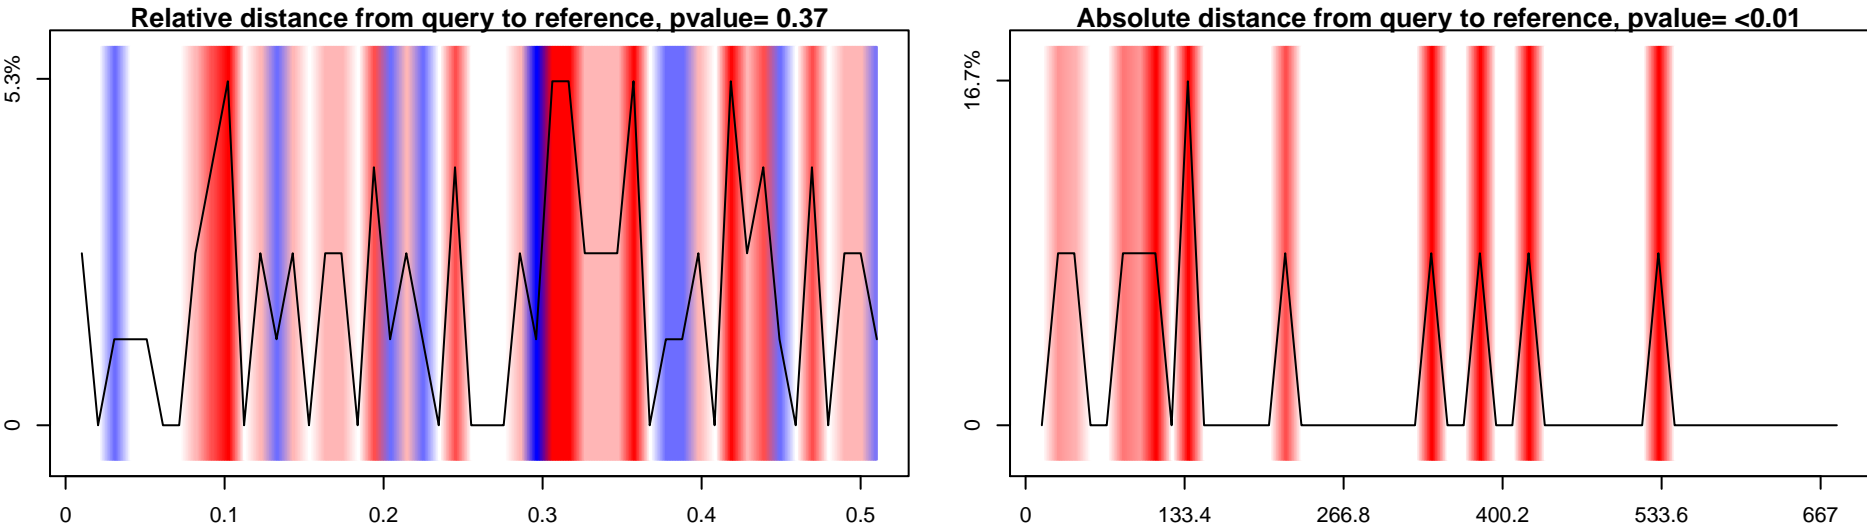 Relative distance from query to reference, pvalue= 0.37
5.3%
0
0 0.1 0.2 0.3 0.4 0.5
Absolute distance from query to reference, pvalue= <0.01
16.7%
0
0 133.4 266.8 400.2 533.6 667